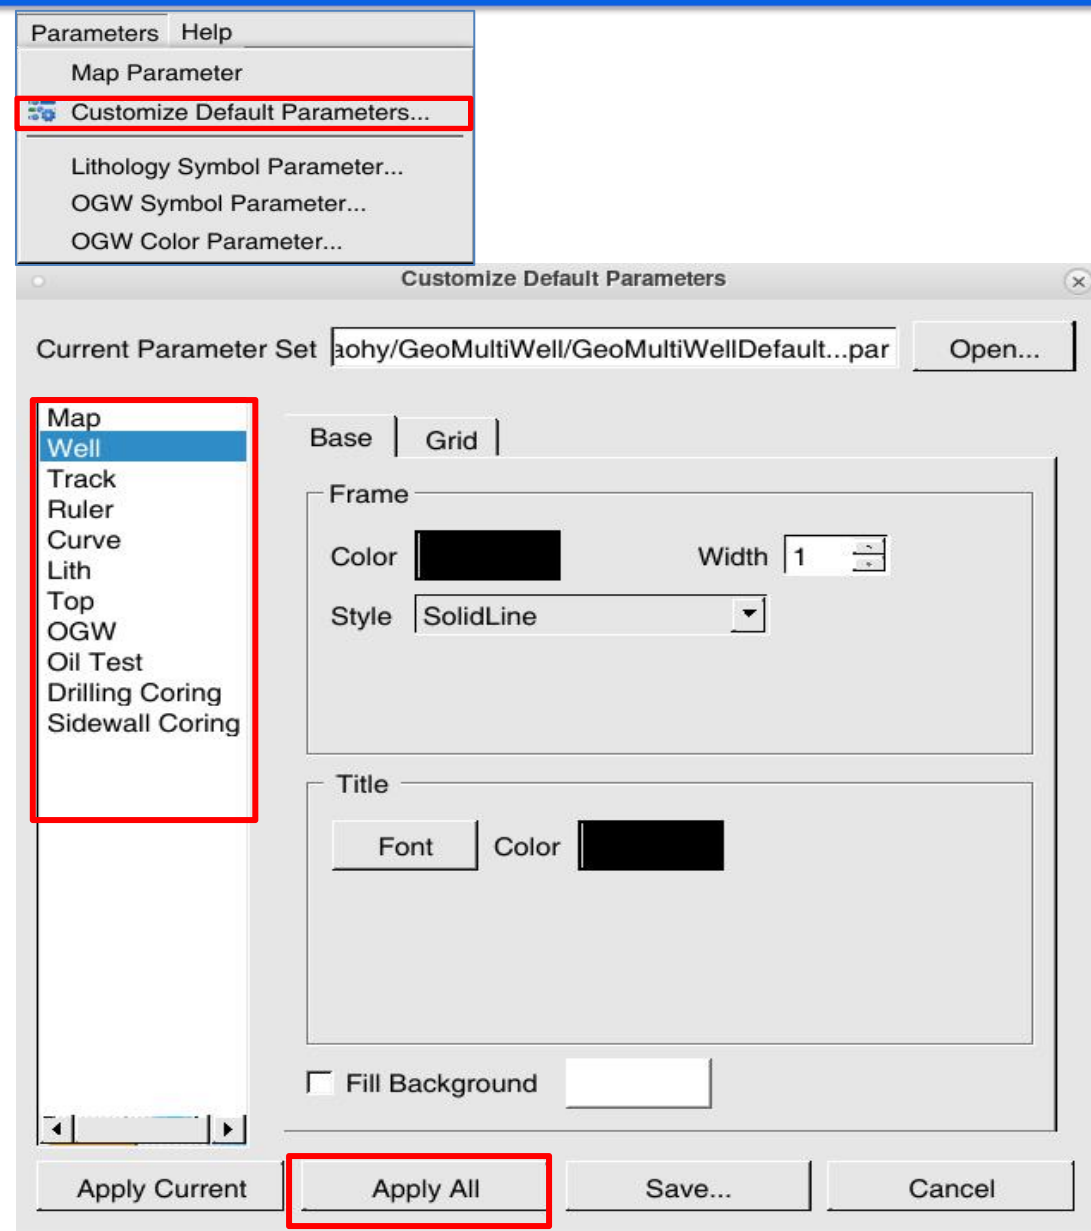 Parameters Help
Map Parameter
Customize Default Parameters...
Lithology Symbol Parameter...
OGW Symbol Parameter...
OGW Color Parameter...
Customize Default Parameters
Current Parameter Set aohy/GeoMultiWell/GeoMultiWellDefault...par Open...
Map
Well
Track
Ruler
Curve
Lith
Top
OGW
Oil Test
Drilling Coring
Sidewall Coring
Base Grid
Frame
Color Width 1
Style SolidLine
Title
Font Color
Fill Background
Apply Current Apply All Save... Cancel